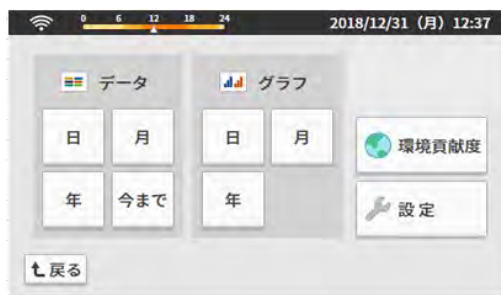 0 6 12 18 24 2018/12/31（月）12:37
データ グラフ
日 月 日 月 環境貢献度
年 今まで 年 設定
戻る